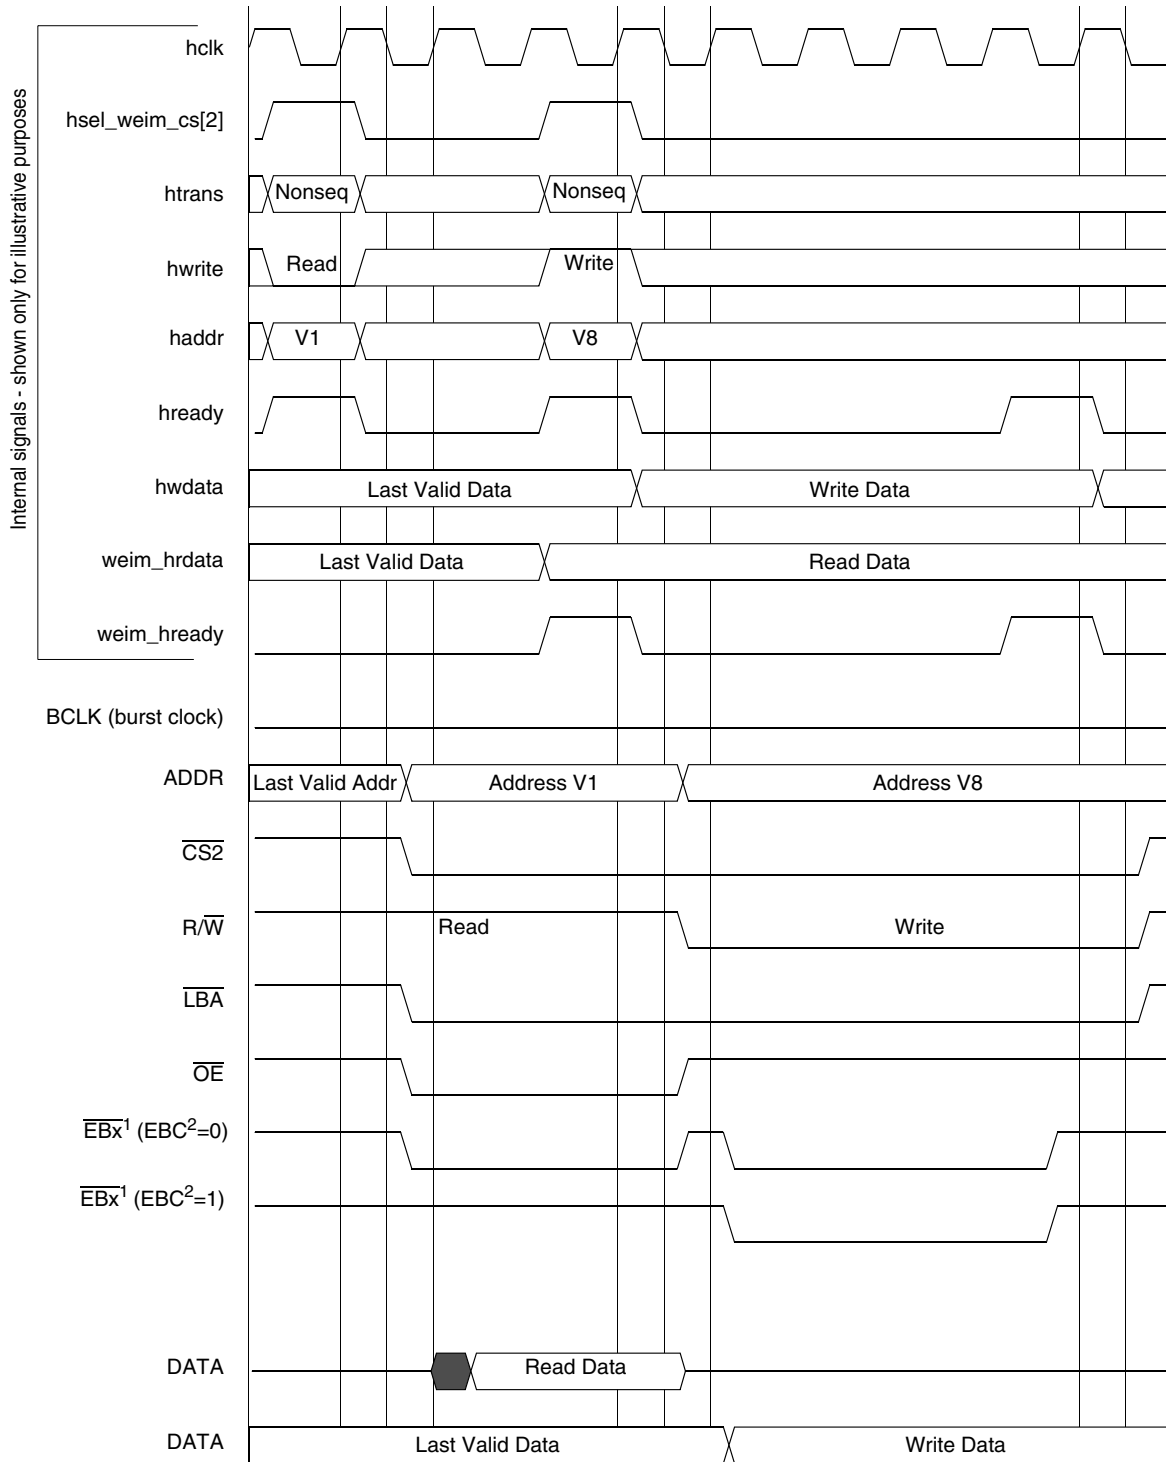 Internal signals - shown only for illustrative purposes
hclk
hsel_weim_cs[2]
htrans Nonseq Nonseq
hwrite Read Write
haddr V1 V8
hready
hwdata Last Valid Data Write Data
weim_hrdata Last Valid Data Read Data
weim_hready
BCLK (burst clock)
ADDR Last Valid Addr Address V1 Address V8
CS2
R/W Read Write
LBA
OE
EBx¹ (EBC²=0)
EBx¹ (EBC²=1)
DATA Read Data
DATA Last Valid Data Write Data